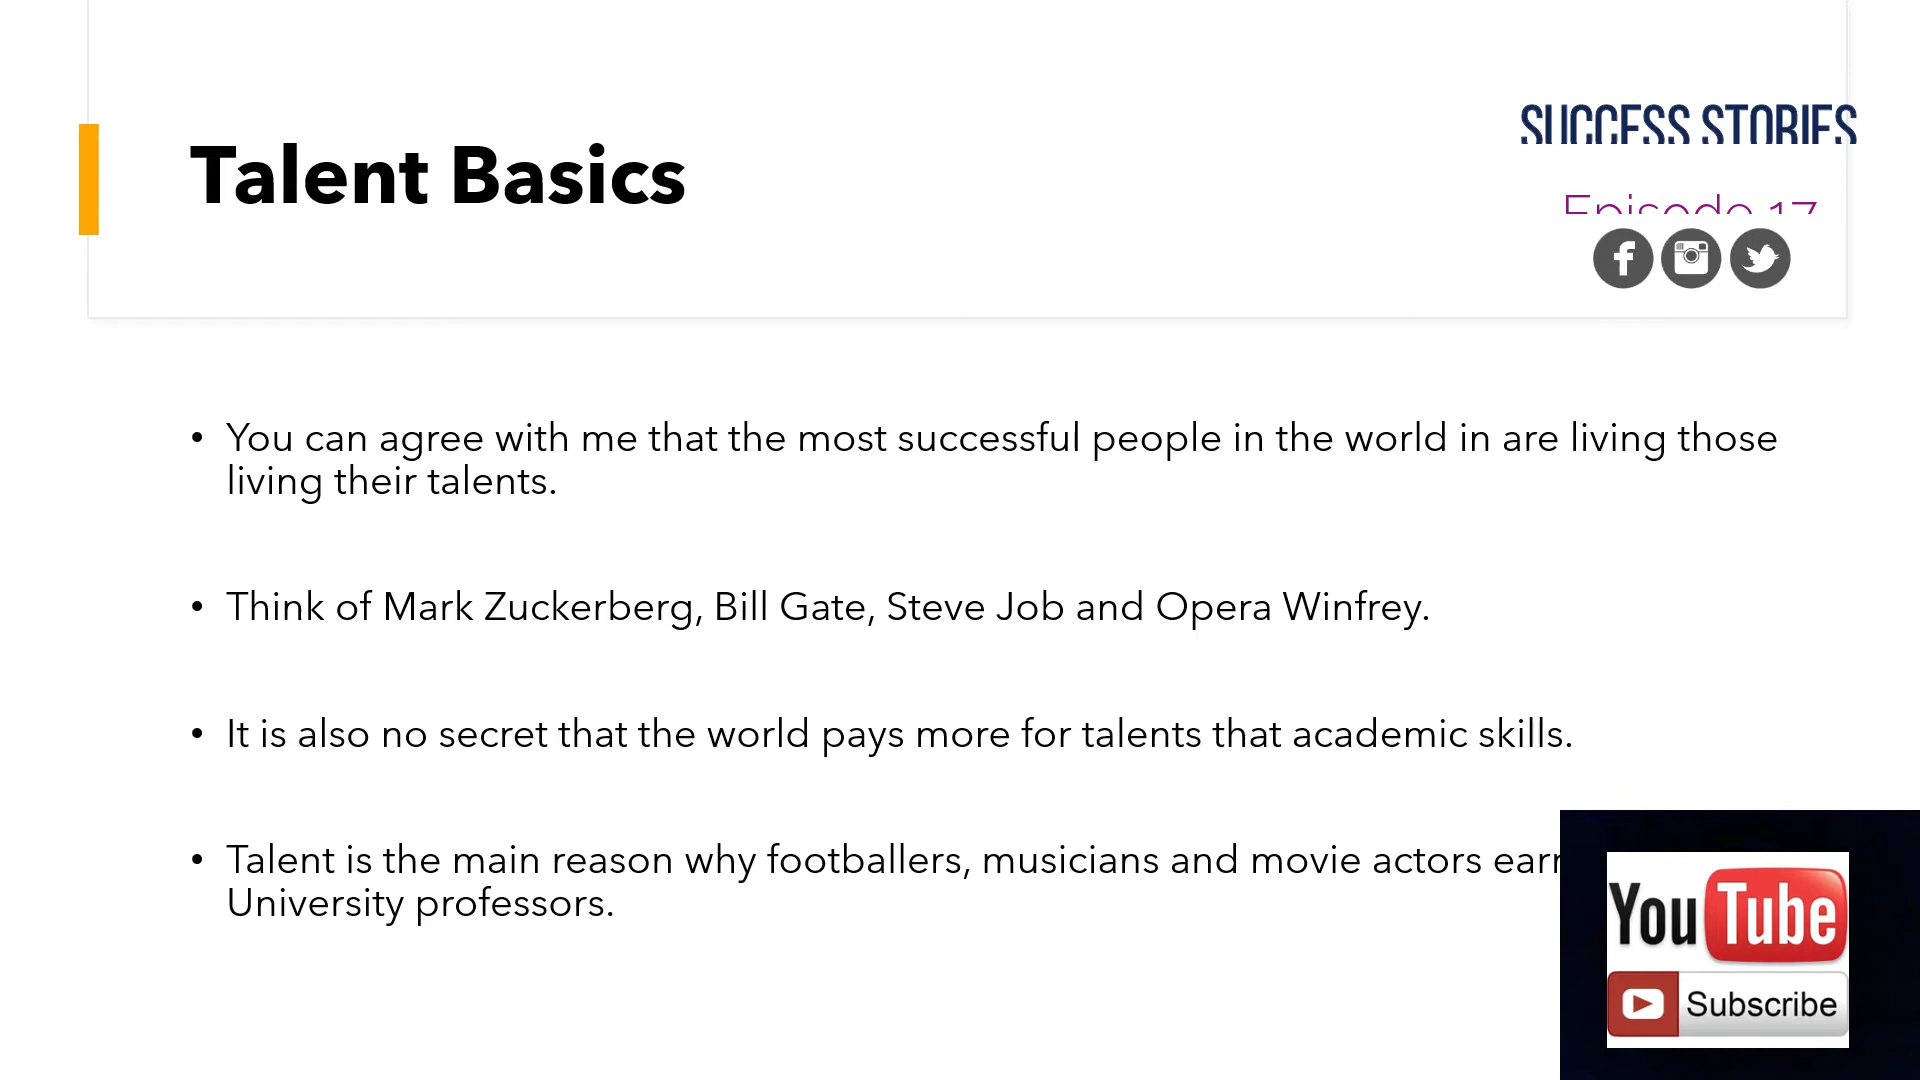 SUCCESS STORIES
Talent Basics
Episode 17
• You can agree with me that the most successful people in the world in are living those
living their talents.
• Think of Mark Zuckerberg, Bill Gate, Steve Job and Opera Winfrey.
• It is also no secret that the world pays more for talents that academic skills.
• Talent is the main reason why footballers, musicians and movie actors
University professors.
YouTube
Subscribe